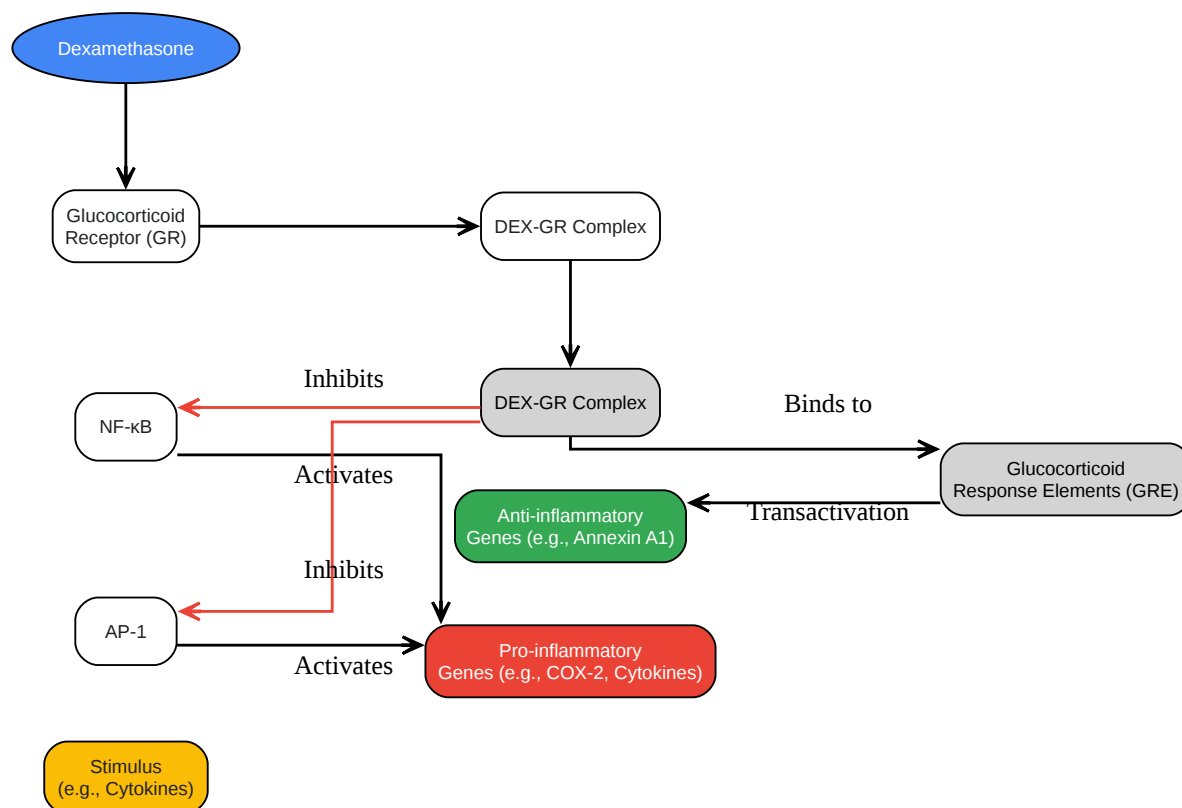 Dexamethasone
Glucocorticoid
Receptor (GR)
DEX-GR Complex
Inhibits
DEX-GR Complex
Binds to
NF-κB
Activates
Glucocorticoid
Response Elements (GRE)
Anti-inflammatory
Genes (e.g., Annexin A1)
Transactivation
Inhibits
AP-1
Activates
Pro-inflammatory
Genes (e.g., COX-2, Cytokines)
Stimulus
(e.g., Cytokines)